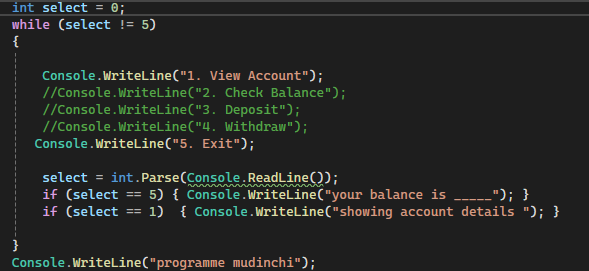 int select = 0;
while (select != 5)
{
Console.WriteLine("1. View Account");
//Console.WriteLine("2. Check Balance");
//Console.WriteLine("3. Deposit");
//Console.WriteLine("4. Withdraw");
Console.WriteLine("5. Exit");
select = int.Parse(Console.ReadLine());
if (select == 5) { Console.WriteLine("your balance is _____"); }
if (select == 1)  { Console.WriteLine("showing account details "); }
}
Console.WriteLine("programme mudinchi");